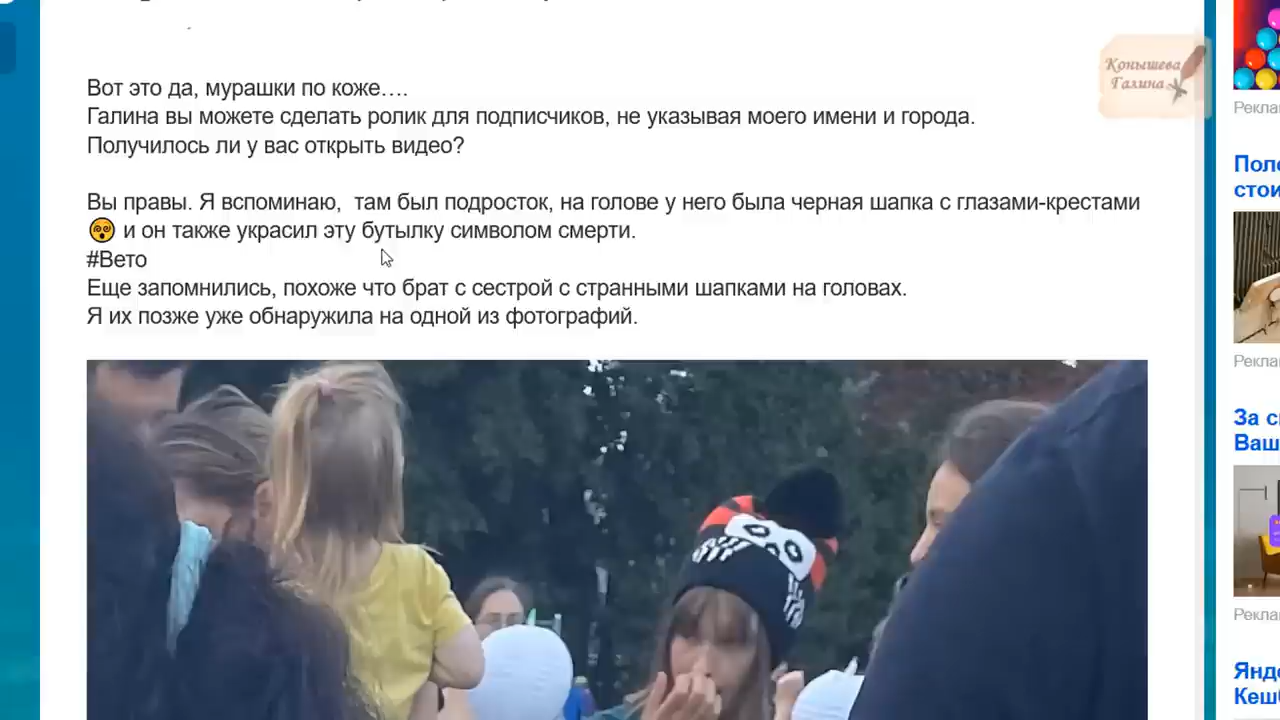 Конышева
Галина
Вот это да, мурашки по коже….
Галина вы можете сделать ролик для подписчиков, не указывая моего имени и города.
Получилось ли у вас открыть видео?
Вы правы. Я вспоминаю, там был подросток, на голове у него была черная шапка с глазами-крестами
😵 и он также украсил эту бутылку символом смерти.
#Вето
Еще запомнились, похоже что брат с сестрой с странными шапками на головах.
Я их позже уже обнаружила на одной из фотографий.
Рекла
Поло
стои
Рекла
За с
Ваш
Рекла
Янде
Кеш